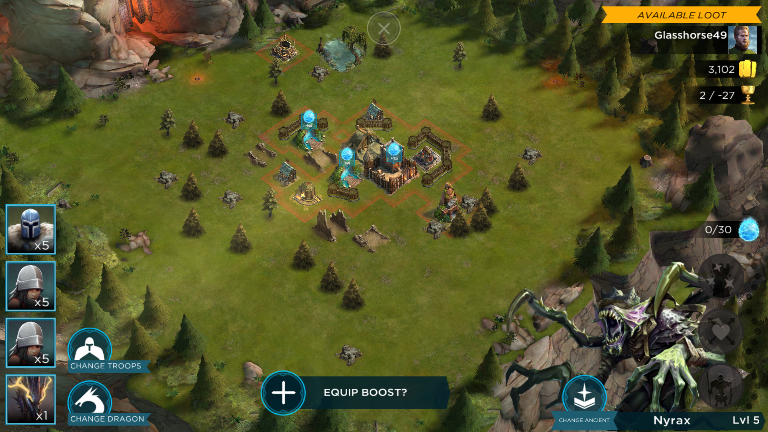 AVAILABLE LOOT
Glasshorse49
3,102
2 / -27
0/30
x5
x5
x5
x1
CHANGE TROOPS
CHANGE DRAGON
EQUIP BOOST?
CHANGE ANCIENT
Nyrax
Lvl 5